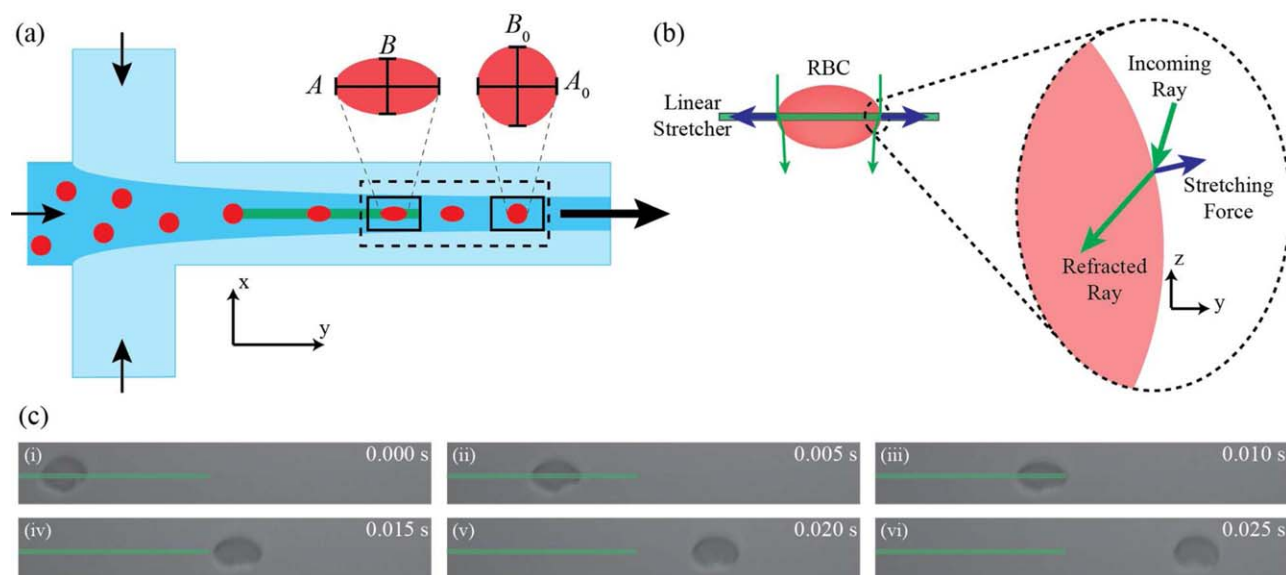 (a)
B
A
B0
A0
x
y
(b)
RBC
Linear
Stretcher
Incoming
Ray
Stretching
Force
Refracted
Ray
z
y
(c)
(i) 0.000 s
(ii) 0.005 s
(iii) 0.010 s
(iv) 0.015 s
(v) 0.020 s
(vi) 0.025 s